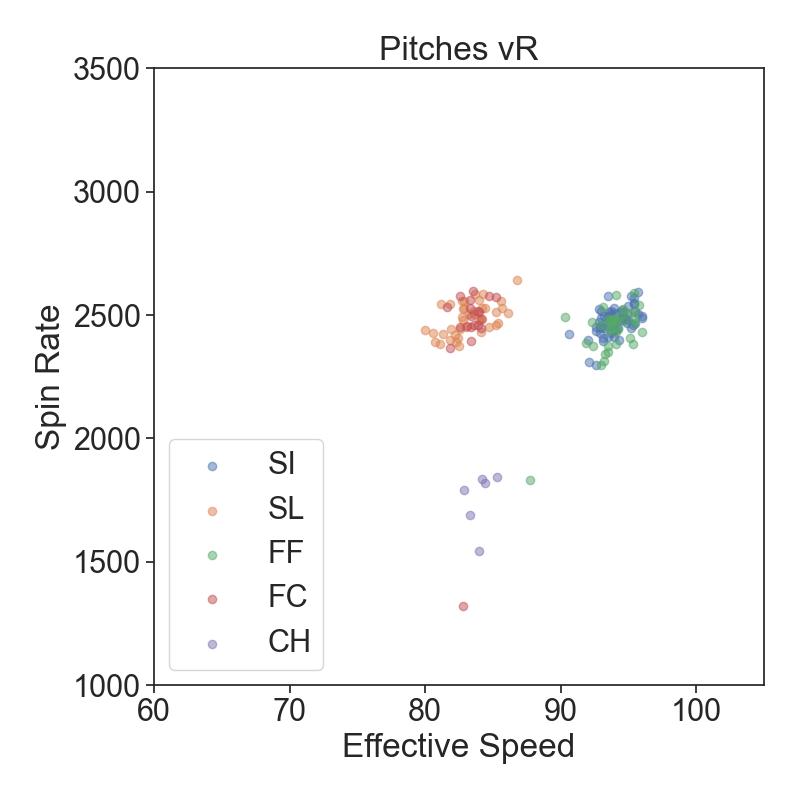 Pitches vR
3500
3000
2500
2000
1500
1000
Spin Rate
SI
SL
FF
FC
CH
60 70 80 90 100
Effective Speed